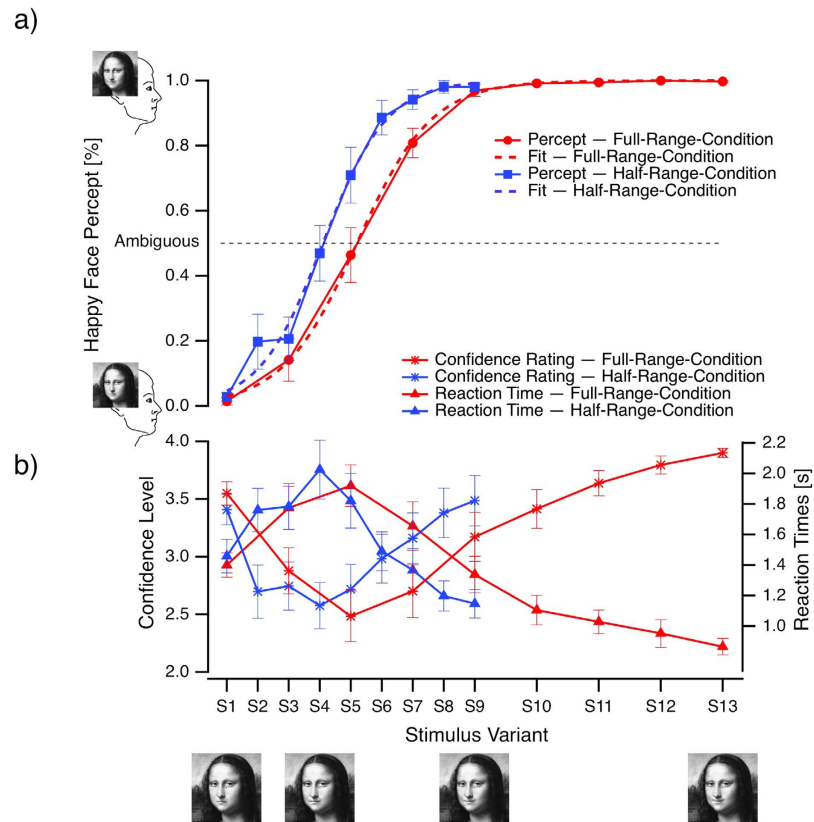 a)
Happy Face Percept [%]
1.0
0.8
0.6
Ambiguous
0.4
0.2
0.0
Percept — Full-Range-Condition
Fit — Full-Range-Condition
Percept — Half-Range-Condition
Fit — Half-Range-Condition
Confidence Rating — Full-Range-Condition
Confidence Rating — Half-Range-Condition
Reaction Time — Full-Range-Condition
Reaction Time — Half-Range-Condition
b)
Confidence Level
4.0
3.5
3.0
2.5
2.0
2.2
2.0
1.8
1.6
1.4
1.2
1.0
Reaction Times [s]
S1 S2 S3 S4 S5 S6 S7 S8 S9 S10 S11 S12 S13
Stimulus Variant